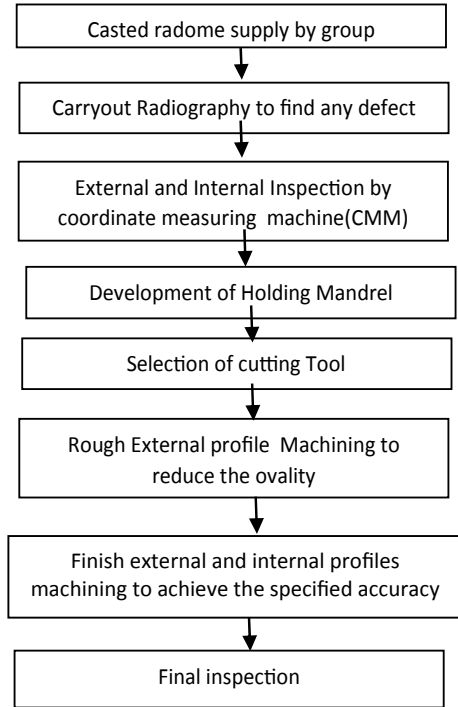 Casted radome supply by group
Carryout Radiography to find any defect
External and Internal Inspection by
coordinate measuring machine(CMM)
Development of Holding Mandrel
Selection of cutting Tool
Rough External profile Machining to
reduce the ovality
Finish external and internal profiles
machining to achieve the specified accuracy
Final inspection